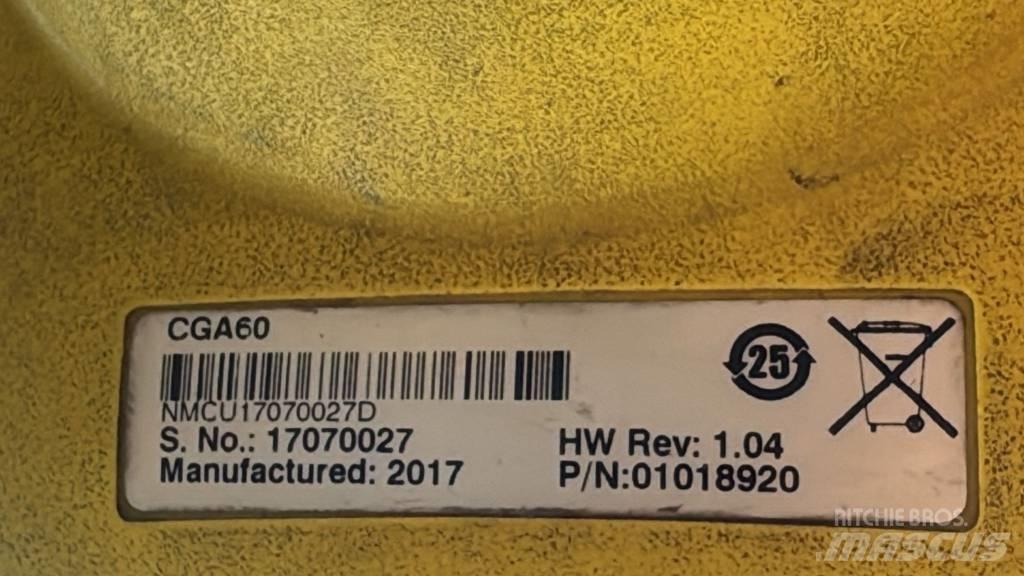 CGA60
NMCU17070027D
S. No.: 17070027
Manufactured: 2017
25
HW Rev: 1.04
P/N:01018920
RITCHIE BROS.
MASCUS